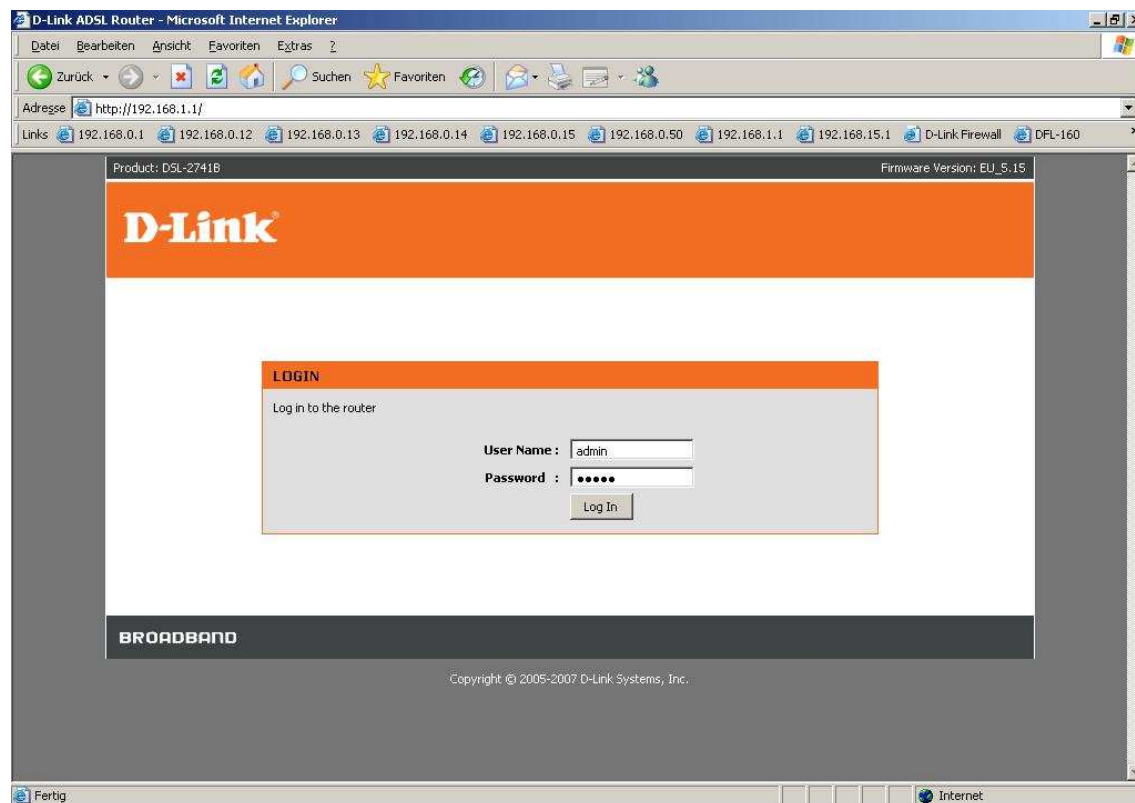 D-Link ADSL Router - Microsoft Internet Explorer
Datei Bearbeiten Ansicht Favoriten Extras ?
Zurück Suchen Favoriten
Adresse http://192.168.1.1/
Links 192.168.0.1 192.168.0.12 192.168.0.13 192.168.0.14 192.168.0.15 192.168.0.50 192.168.1.1 192.168.15.1 D-Link Firewall DFL-160
Product: DSL-2741B Firmware Version: EU_5.15
D-Link®
LOGIN
Log in to the router
User Name : admin
Password : •••••
Log In
BROADBAND
Copyright © 2005-2007 D-Link Systems, Inc.
Fertig Internet